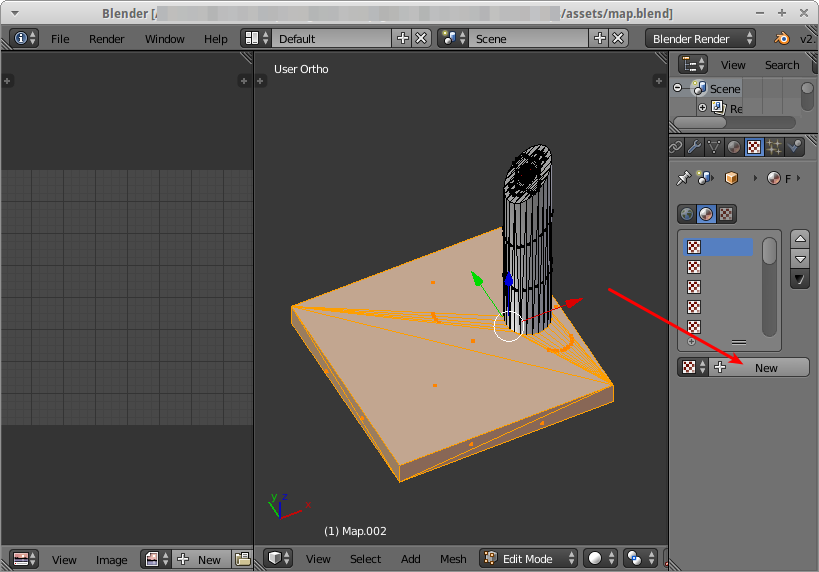 Blender [/
/assets/map.blend]
File Render Window Help Default Scene Blender Render v2.
User Ortho
View Search
Scene
Re
F
New
y z x
(1) Map.002
View Image New
View Select Add Mesh Edit Mode